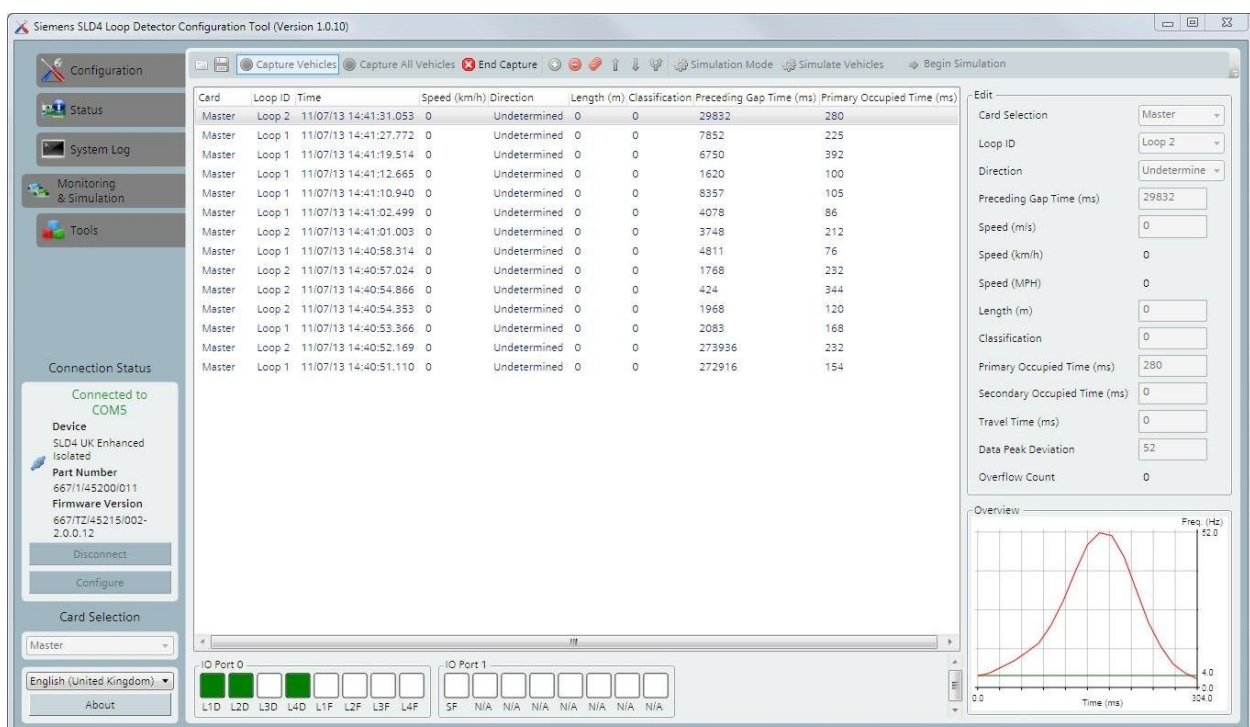 Siemens SLD4 Loop Detector Configuration Tool (Version 1.0.10)
Configuration
Status
System Log
Monitoring
& Simulation
Tools
Capture Vehicles Capture All Vehicles End Capture Simulation Mode Simulate Vehicles Begin Simulation
Card Loop ID Time Speed (km/h) Direction Length (m) Classification Preceding Gap Time (ms) Primary Occupied Time (ms)
Master Loop 2 11/07/13 14:41:31.053 0 Undetermined 0 0 29832 280
Master Loop 1 11/07/13 14:41:27.772 0 Undetermined 0 0 7852 225
Master Loop 1 11/07/13 14:41:19.514 0 Undetermined 0 0 6750 392
Master Loop 1 11/07/13 14:41:12.665 0 Undetermined 0 0 1620 100
Master Loop 1 11/07/13 14:41:10.940 0 Undetermined 0 0 8357 105
Master Loop 1 11/07/13 14:41:02.499 0 Undetermined 0 0 4078 86
Master Loop 2 11/07/13 14:41:01.003 0 Undetermined 0 0 3748 212
Master Loop 1 11/07/13 14:40:58.314 0 Undetermined 0 0 4811 76
Master Loop 2 11/07/13 14:40:57.024 0 Undetermined 0 0 1768 232
Master Loop 2 11/07/13 14:40:54.866 0 Undetermined 0 0 424 344
Master Loop 2 11/07/13 14:40:54.353 0 Undetermined 0 0 1968 120
Master Loop 1 11/07/13 14:40:53.366 0 Undetermined 0 0 2083 168
Master Loop 2 11/07/13 14:40:52.169 0 Undetermined 0 0 273936 232
Master Loop 1 11/07/13 14:40:51.110 0 Undetermined 0 0 272916 154
Edit
Card Selection Master
Loop ID Loop 2
Direction Undetermine
Preceding Gap Time (ms) 29832
Speed (m/s) 0
Speed (km/h) 0
Speed (MPH) 0
Length (m) 0
Classification 0
Primary Occupied Time (ms) 280
Secondary Occupied Time (ms) 0
Travel Time (ms) 0
Data Peak Deviation 52
Overflow Count 0
Overview
Freq. (Hz)
52.0
4.0
0.0
0.0 Time (ms) 304.0
Connection Status
Connected to
COM5
Device
SLD4 UK Enhanced
Isolated
Part Number
667/1/45200/011
Firmware Version
667/TZ/45215/002-
2.0.0.12
Disconnect
Configure
Card Selection
Master
English (United Kingdom)
About
IO Port 0
L1D L2D L3D L4D L1F L2F L3F L4F
IO Port 1
SF N/A N/A N/A N/A N/A N/A N/A